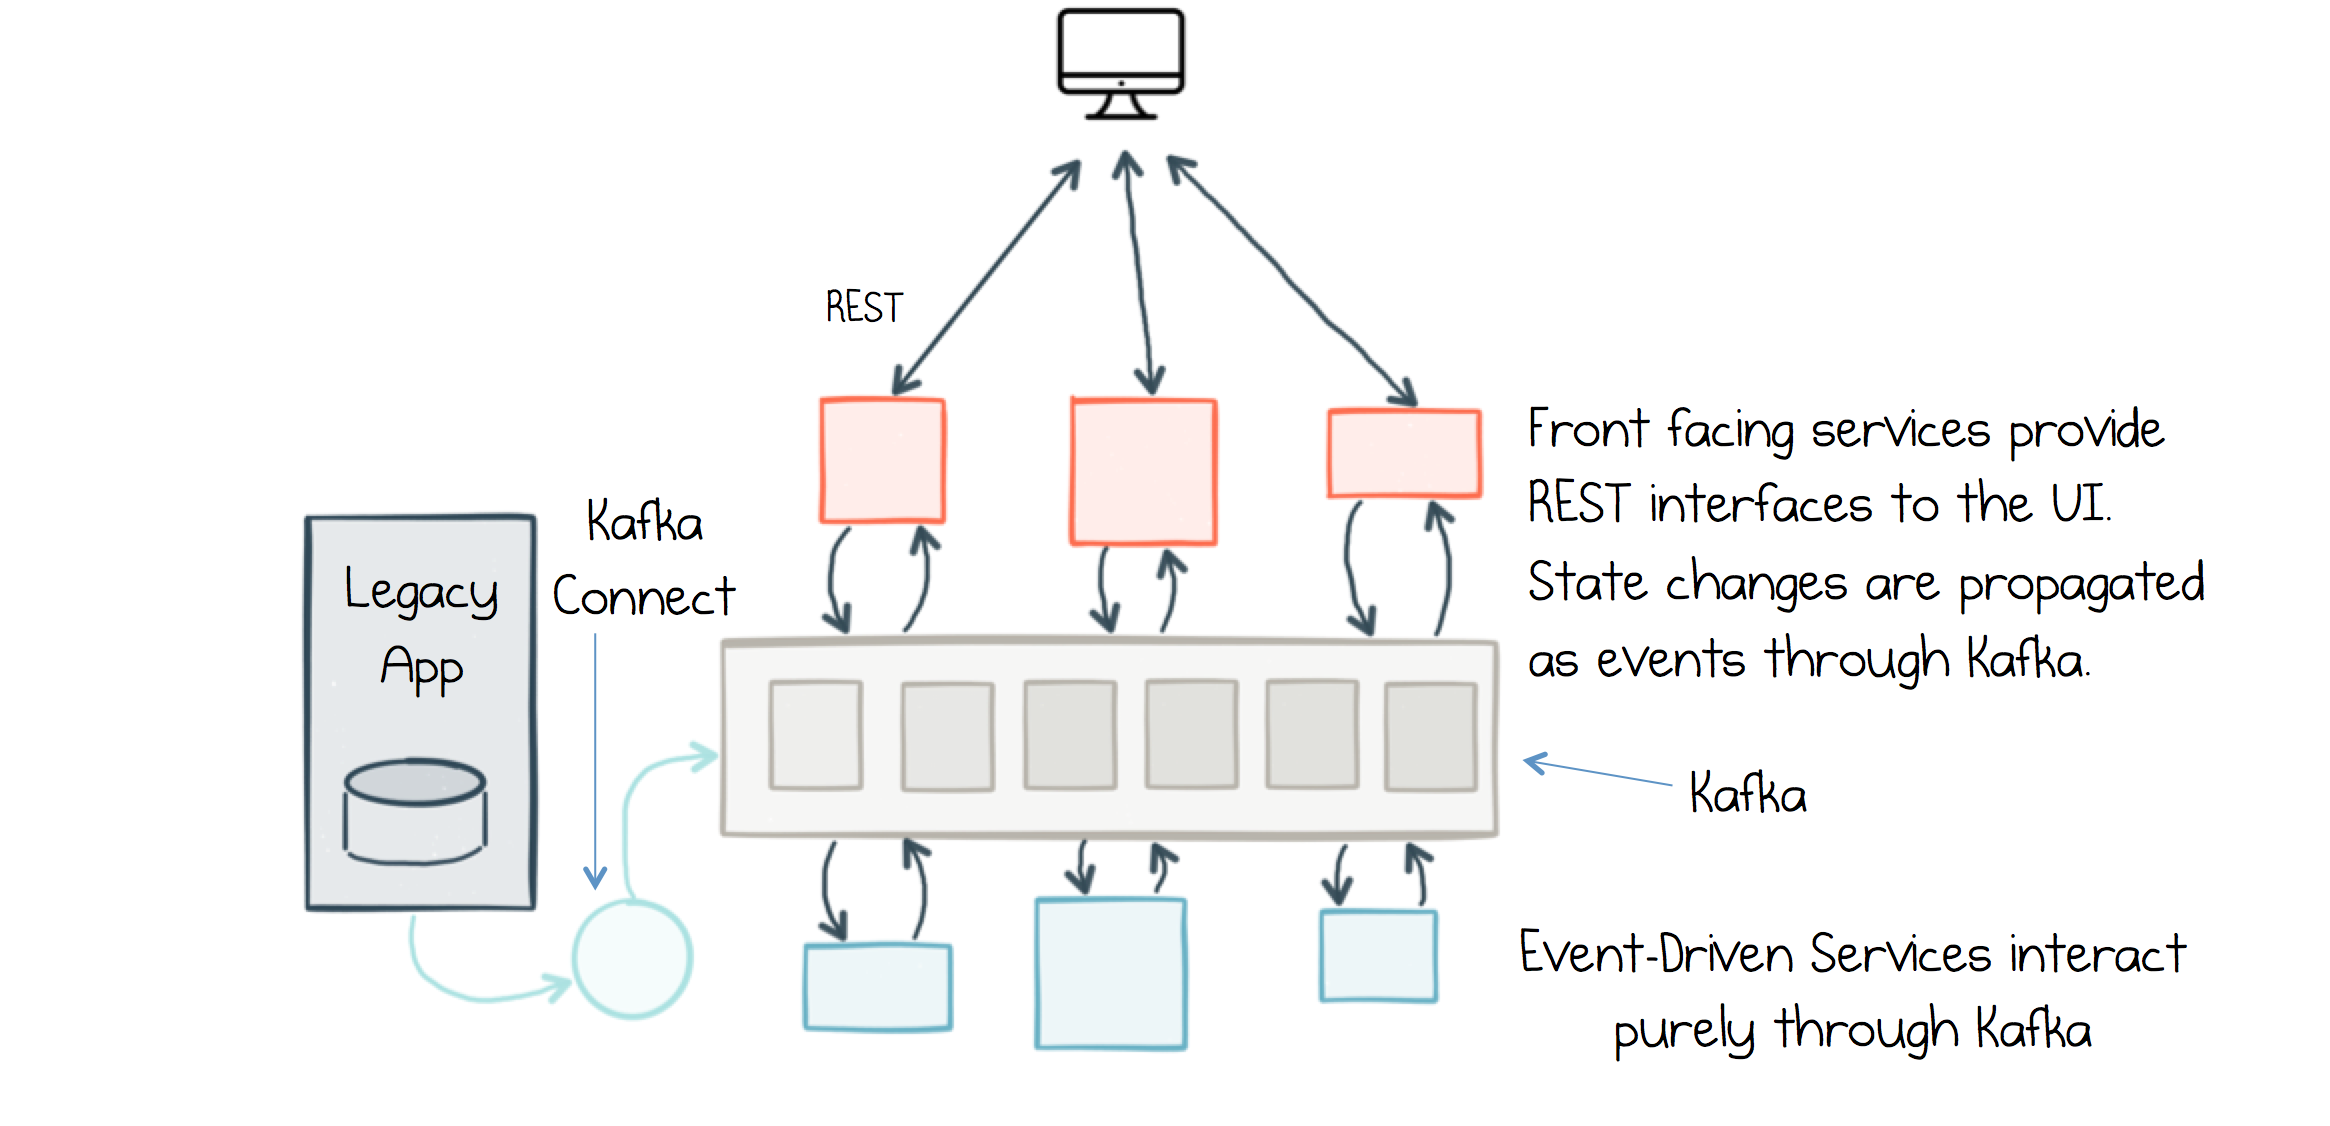 REST
Front facing services provide
REST interfaces to the UI.
State changes are propagated
as events through Kafka.
Kafka
Connect
Legacy
App
Kafka
Event-Driven Services interact
purely through Kafka